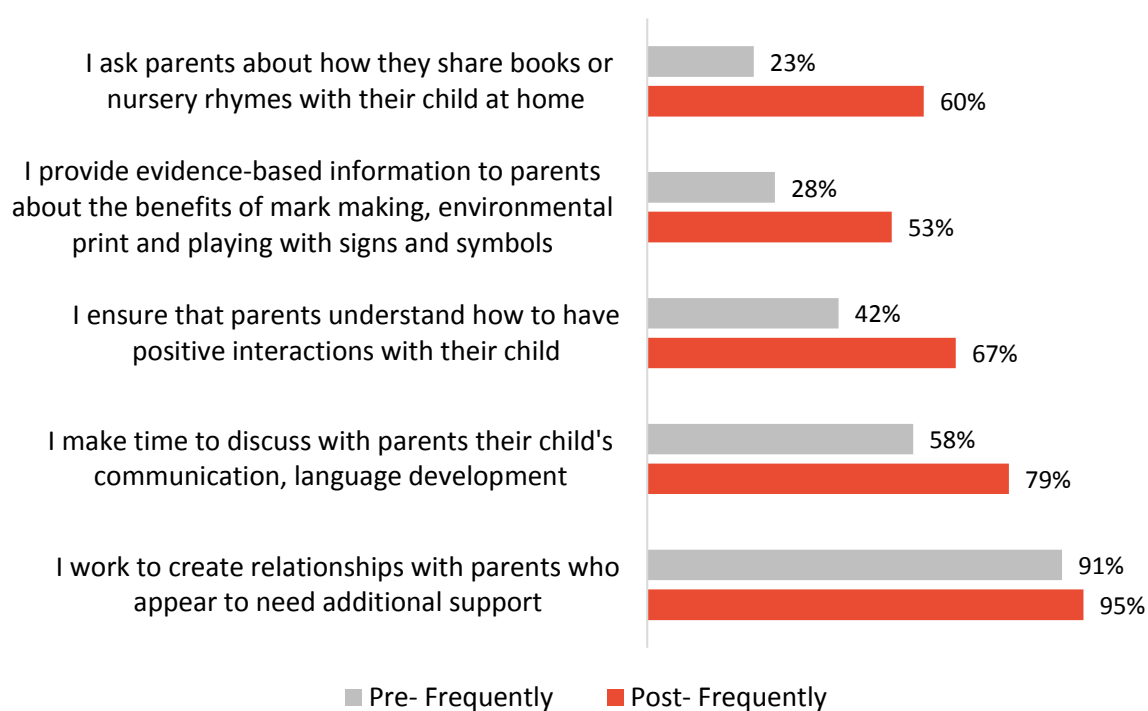 I ask parents about how they share books or
nursery rhymes with their child at home
23%
60%
I provide evidence-based information to parents
about the benefits of mark making, environmental
print and playing with signs and symbols
28%
53%
I ensure that parents understand how to have
positive interactions with their child
42%
67%
I make time to discuss with parents their child's
communication, language development
58%
79%
I work to create relationships with parents who
appear to need additional support
91%
95%
Pre- Frequently
Post- Frequently